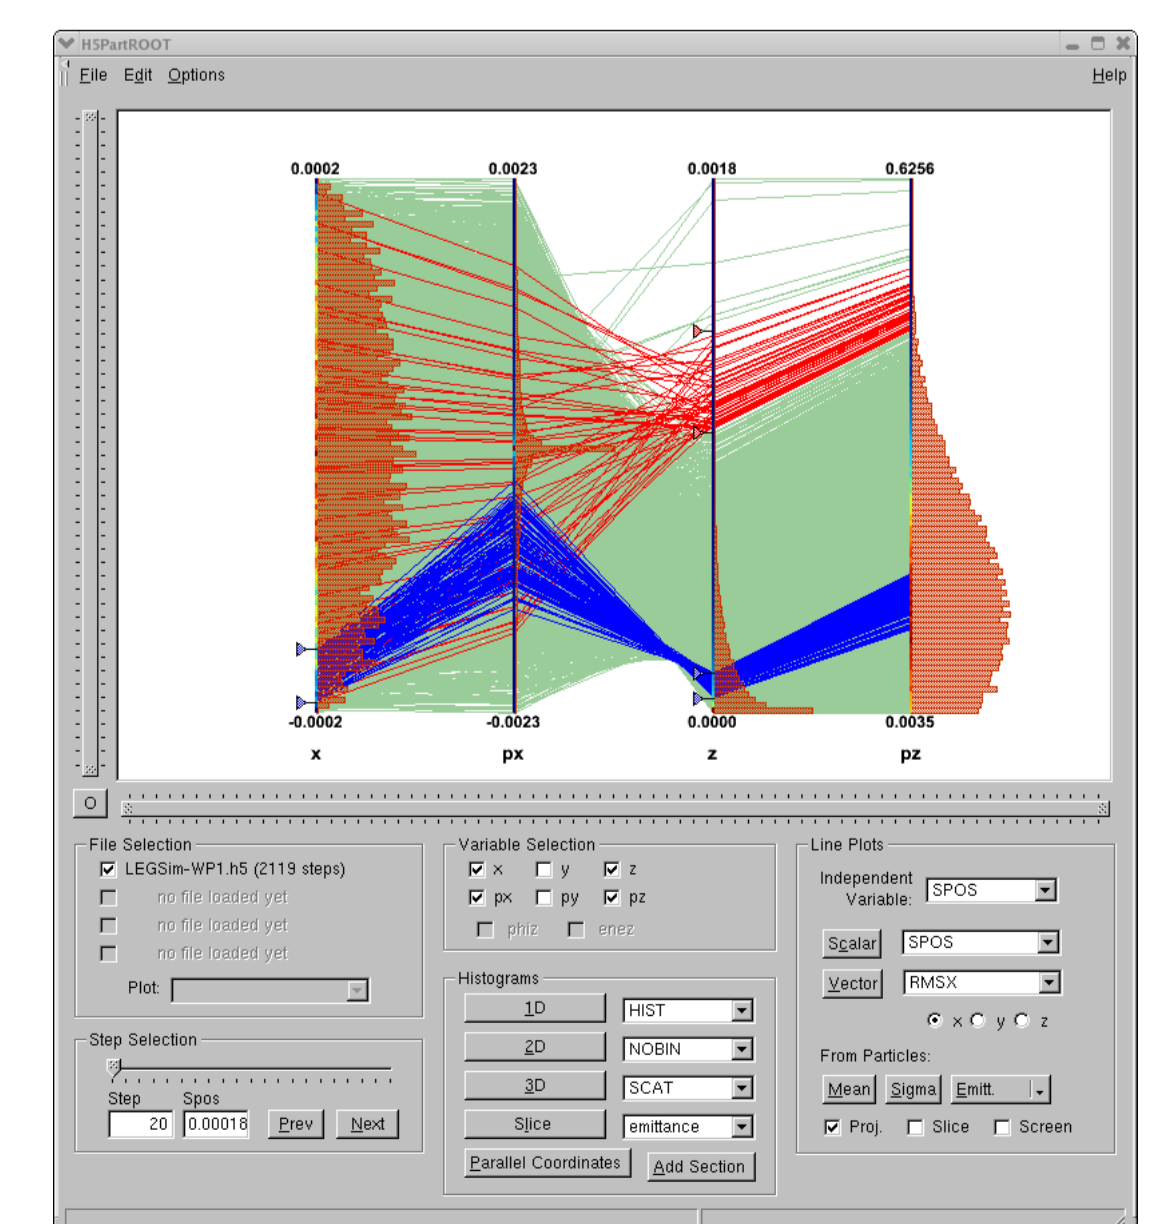 H5PartROOT
File Edit Options Help
0.0002 0.0023 0.0018 0.6256
-0.0002 -0.0023 0.0000 0.0035
x px z pz
O
File Selection
LEGSim-WP1.h5 (2119 steps)
no file loaded yet
no file loaded yet
no file loaded yet
Plot:
Step Selection
Step Spos
20 0.00018 Prev Next
Variable Selection
x y z
px py pz
phiz enez
Histograms
1D HIST
2D NOBIN
3D SCAT
Slice emittance
Parallel Coordinates Add Section
Line Plots
Independent
Variable: SPOS
Scalar SPOS
Vector RMSX
x y z
From Particles:
Mean Sigma Emitt.
Proj. Slice Screen